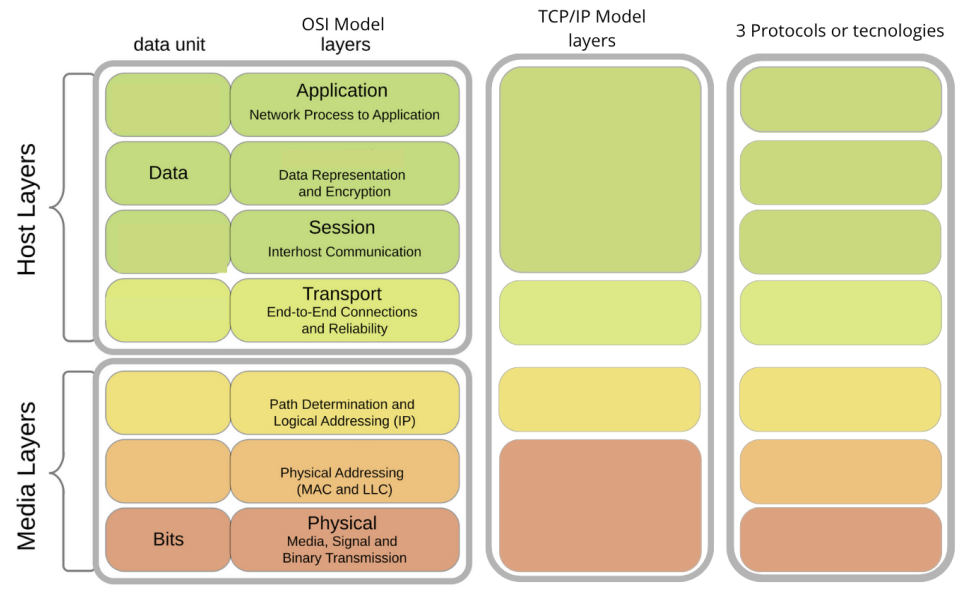 OSI Model
data unit
layers
TCP/IP Model
layers
3 Protocols or tecnologies
Host Layers
Application
Network Process to Application
Data
Data Representation
and Encryption
Session
Interhost Communication
Transport
End-to-End Connections
and Reliability
Media Layers
Path Determination and
Logical Addressing (IP)
Physical Addressing
(MAC and LLC)
Bits
Physical
Media, Signal and
Binary Transmission